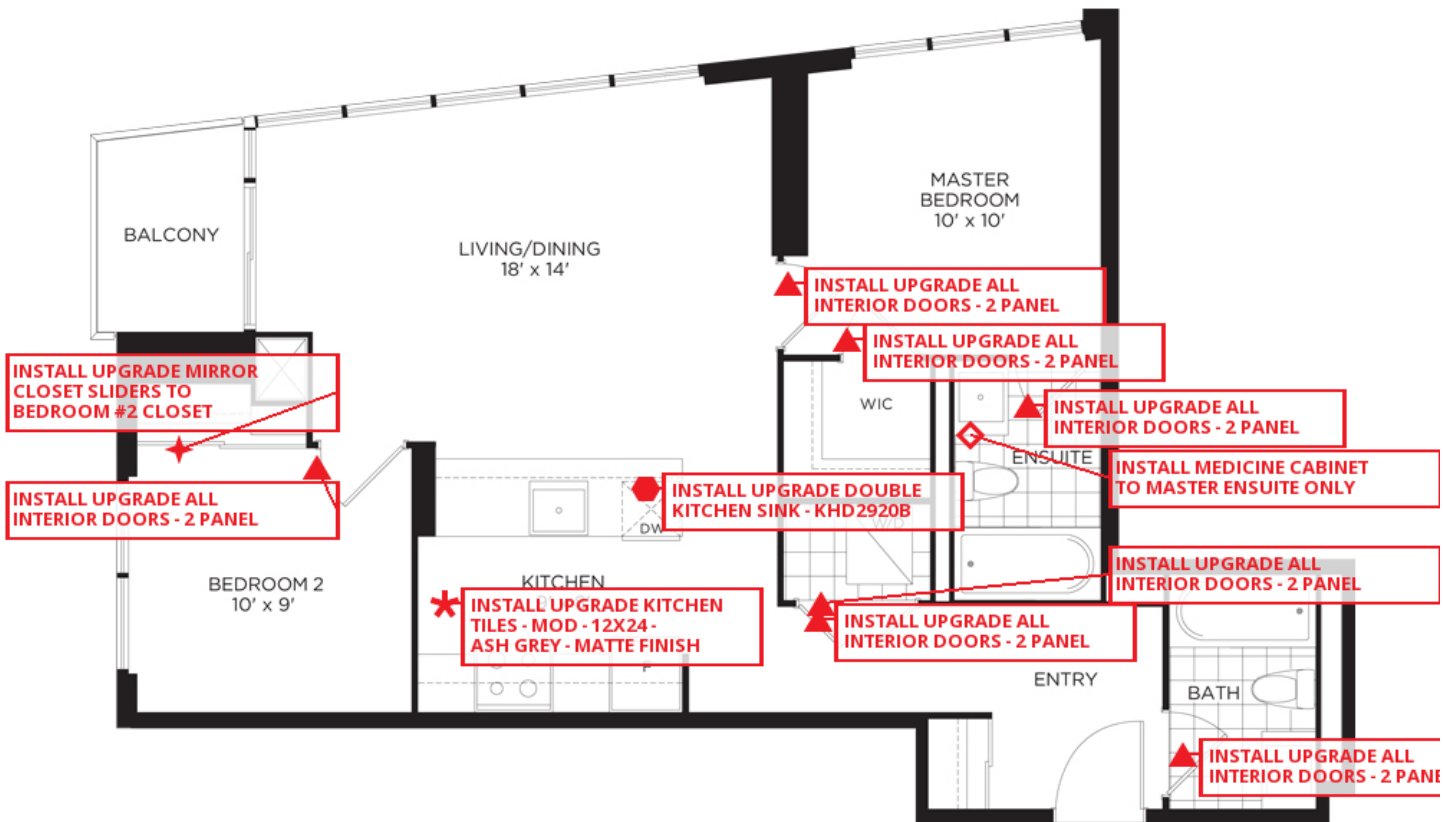 MASTER
BEDROOM
10' x 10'
BALCONY
LIVING/DINING
18' x 14'
INSTALL UPGRADE ALL
INTERIOR DOORS - 2 PANEL
INSTALL UPGRADE ALL
INTERIOR DOORS - 2 PANEL
INSTALL UPGRADE MIRROR
CLOSET SLIDERS TO
BEDROOM #2 CLOSET
WIC
INSTALL UPGRADE ALL
INTERIOR DOORS - 2 PANEL
ENSUITE
INSTALL MEDICINE CABINET
TO MASTER ENSUITE ONLY
INSTALL UPGRADE ALL
INTERIOR DOORS - 2 PANEL
INSTALL UPGRADE DOUBLE
KITCHEN SINK - KHD2920B
W/D
DW
INSTALL UPGRADE ALL
INTERIOR DOORS - 2 PANEL
BEDROOM 2
10' x 9'
KITCHEN
INSTALL UPGRADE KITCHEN
TILES - MOD - 12X24 -
ASH GREY - MATTE FINISH
INSTALL UPGRADE ALL
INTERIOR DOORS - 2 PANEL
F
ENTRY
BATH
INSTALL UPGRADE ALL
INTERIOR DOORS - 2 PANE